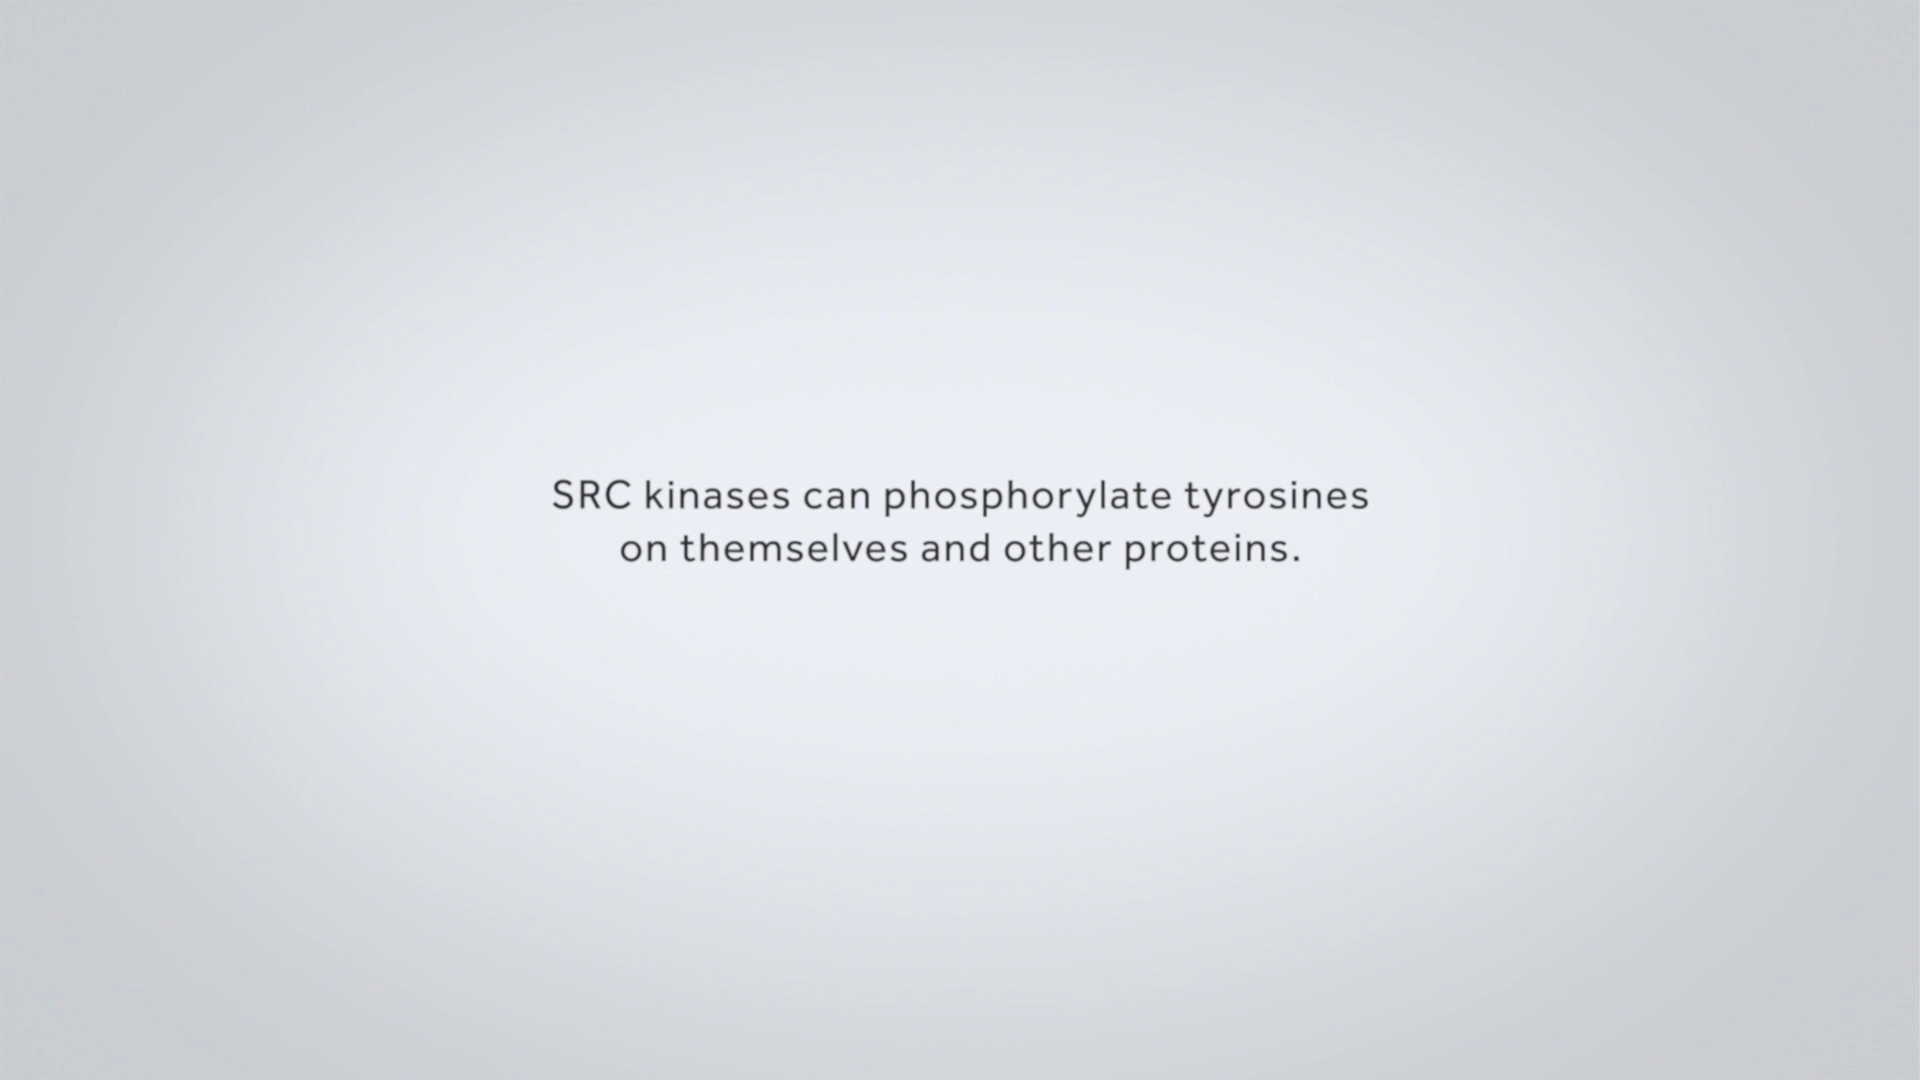 SRC kinases can phosphorylate tyrosines
on themselves and other proteins.